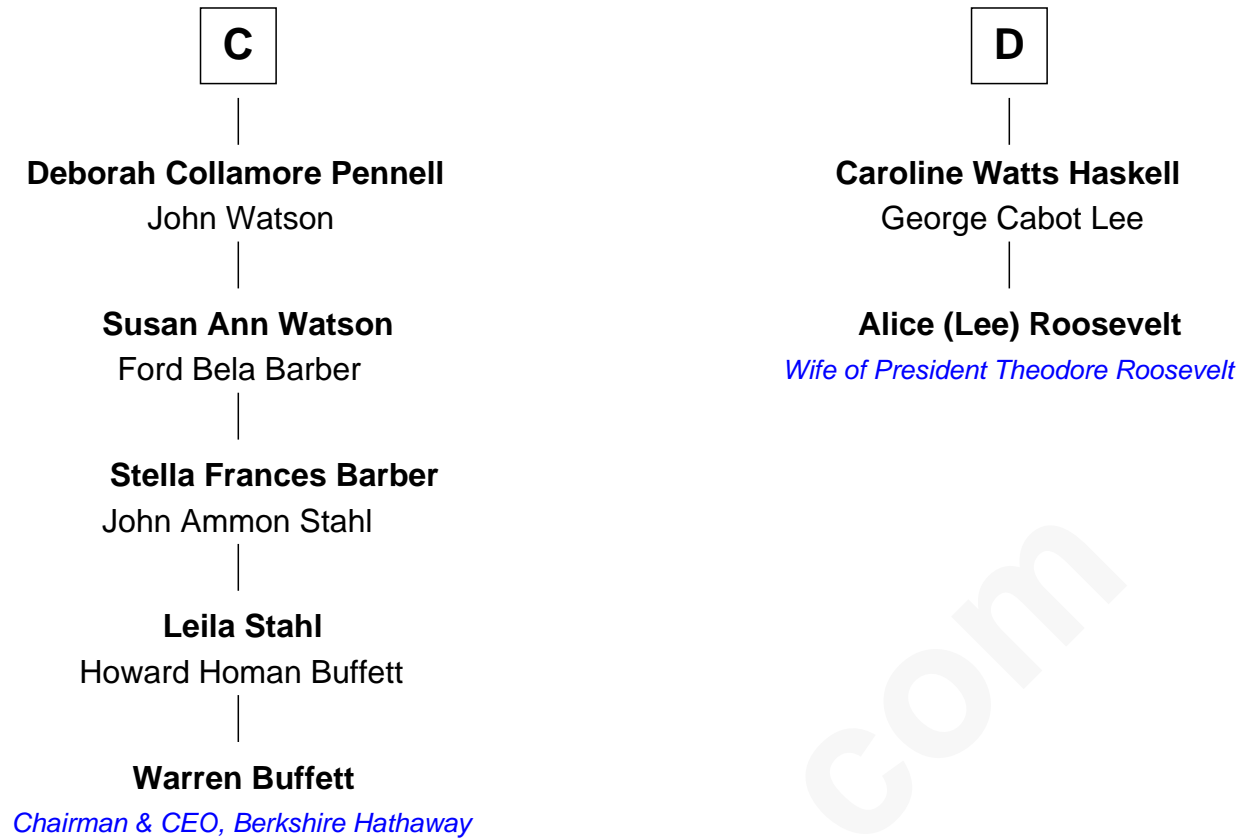 C
Deborah Collamore Pennell
John Watson
Susan Ann Watson
Ford Bela Barber
Stella Frances Barber
John Ammon Stahl
Leila Stahl
Howard Homan Buffett
Warren Buffett
Chairman & CEO, Berkshire Hathaway
D
Caroline Watts Haskell
George Cabot Lee
Alice (Lee) Roosevelt
Wife of President Theodore Roosevelt
com